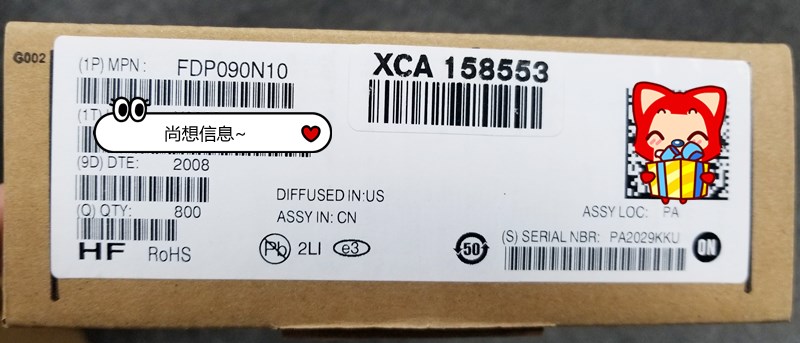 G002
(1P) MPN: FDP090N10
XCA 158553
尚想信息~
(9D) DTE: 2008
(Q) QTY: 800
DIFFUSED IN:US
ASSY IN: CN
ASSY LOC: PA
(S) SERIAL NBR: PA2029KKU
ON
HF RoHS
Pb 2LI e3
50